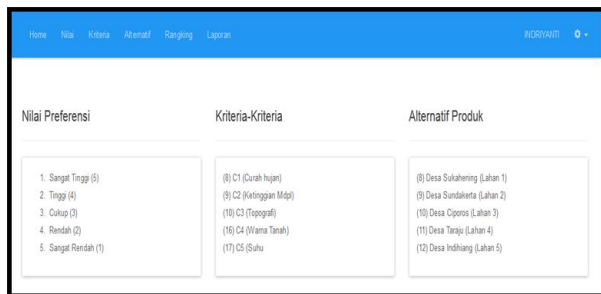 Home Nilai Kriteria Alternatif Rangking Laporan INDRIYANTI
Nilai Preferensi
1. Sangat Tinggi (5)
2. Tinggi (4)
3. Cukup (3)
4. Rendah (2)
5. Sangat Rendah (1)
Kriteria-Kriteria
(8) C1 (Curah hujan)
(9) C2 (Ketinggian Mdpl)
(10) C3 (Topografi)
(16) C4 (Warna Tanah)
(17) C5 (Suhu
Alternatif Produk
(8) Desa Sukahening (Lahan 1)
(9) Desa Sundakerta (Lahan 2)
(10) Desa Ciporos (Lahan 3)
(11) Desa Taraju (Lahan 4)
(12) Desa Indihiang (Lahan 5)